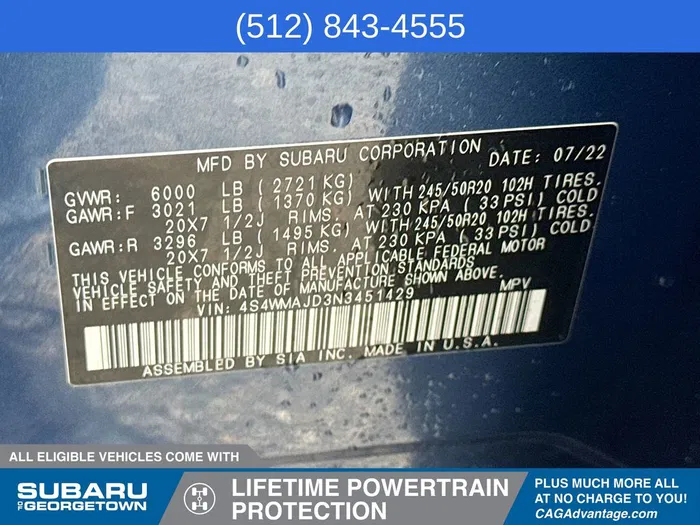 (512) 843-4555
MFD BY SUBARU CORPORATION DATE: 07/22
GVWR: 6000 LB (2721 KG)
GAWR:F 3021 LB (1370 KG) WITH 245/50R20 102H TIRES.
20X7 1/2J RIMS. AT 230 KPA (33 PSI) COLD
GAWR:R 3296 LB (1495 KG) WITH 245/50R20 102H TIRES.
20X7 1/2J RIMS. AT 230 KPA (33 PSI) COLD
THIS VEHICLE CONFORMS TO ALL APPLICABLE FEDERAL MOTOR
VEHICLE SAFETY AND THEFT PREVENTION STANDARDS
IN EFFECT ON THE DATE OF MANUFACTURE SHOWN ABOVE.
VIN: 4S4WMAJD3N3451429 MPV
ASSEMBLED BY SIA INC. MADE IN U.S.A.
ALL ELIGIBLE VEHICLES COME WITH
SUBARU
OF GEORGETOWN
LIFETIME POWERTRAIN
PROTECTION
PLUS MUCH MORE ALL
AT NO CHARGE TO YOU!
CAGAdvantage.com